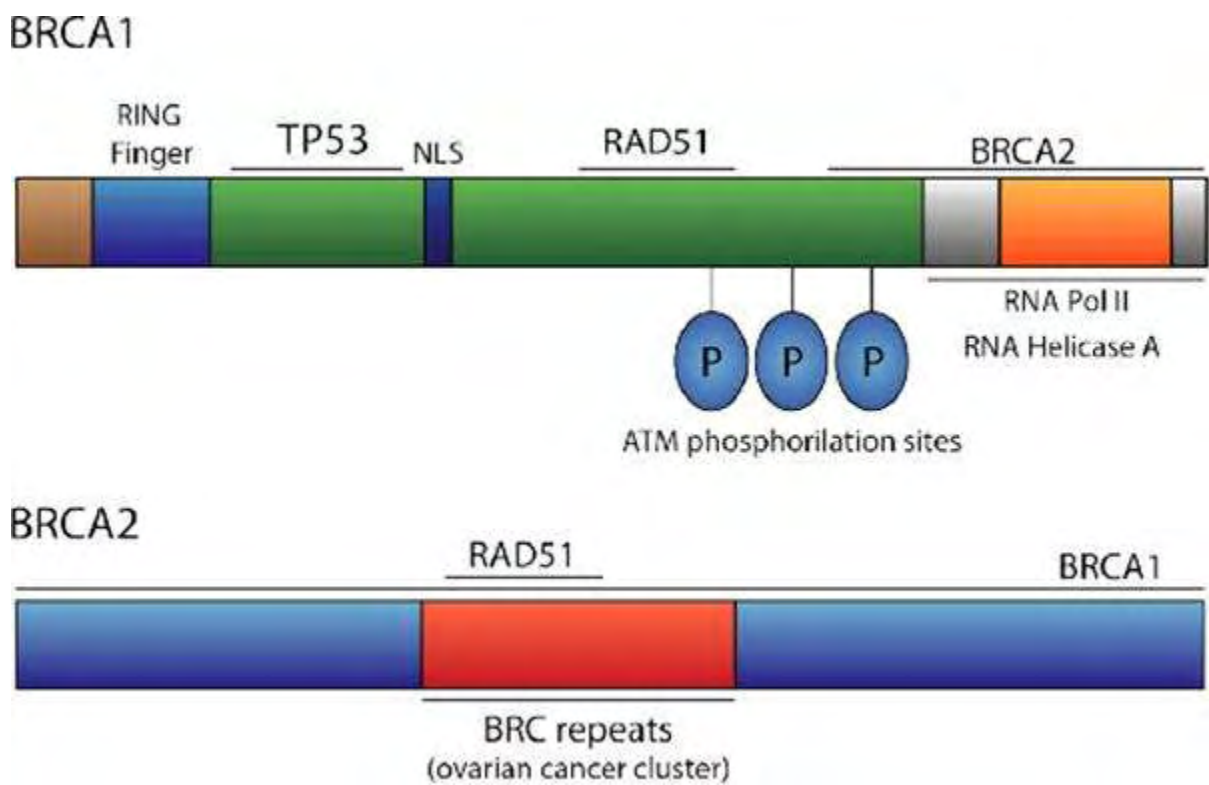 BRCA1
RING
Finger
TP53
NLS
RAD51
BRCA2
RNA Pol II
RNA Helicase A
P P P
ATM phosphorilation sites
BRCA2
RAD51
BRCA1
BRC repeats
(ovarian cancer cluster)